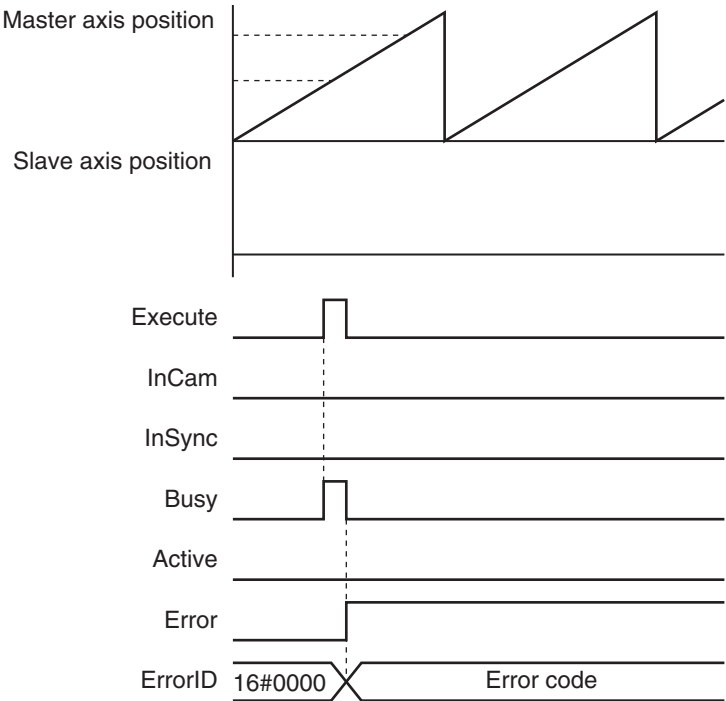 Master axis position
Slave axis position
Execute
InCam
InSync
Busy
Active
Error
ErrorID 16#0000 Error code